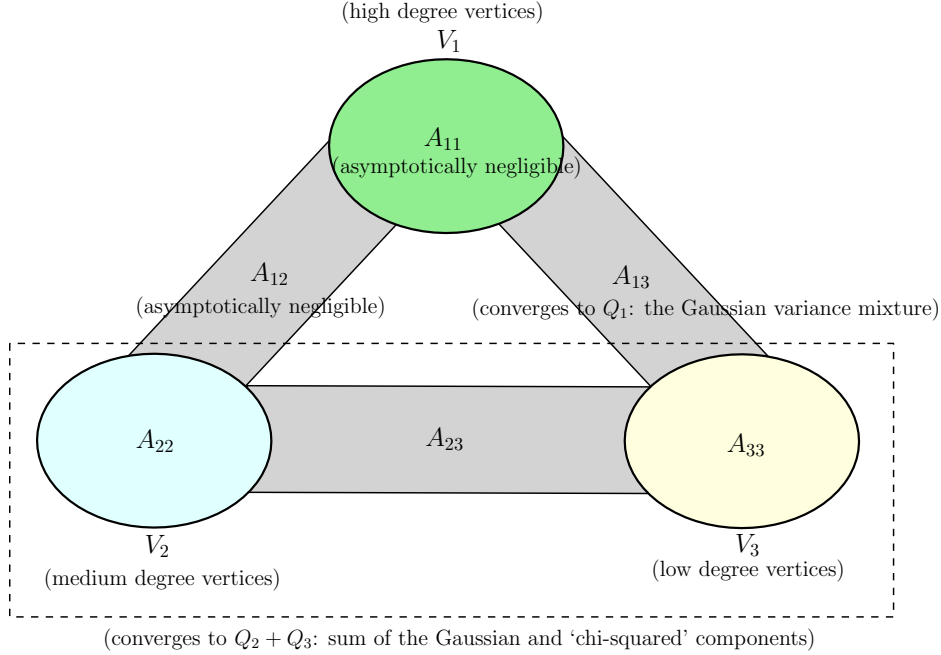 (high degree vertices)
V₁
A₁₁
(asymptotically negligible)
A₁₂
(asymptotically negligible)
A₁₃
(converges to Q₁: the Gaussian variance mixture)
A₂₂
A₂₃
A₃₃
V₂
(medium degree vertices)
V₃
(low degree vertices)
(converges to Q₂ + Q₃: sum of the Gaussian and ‘chi-squared’ components)